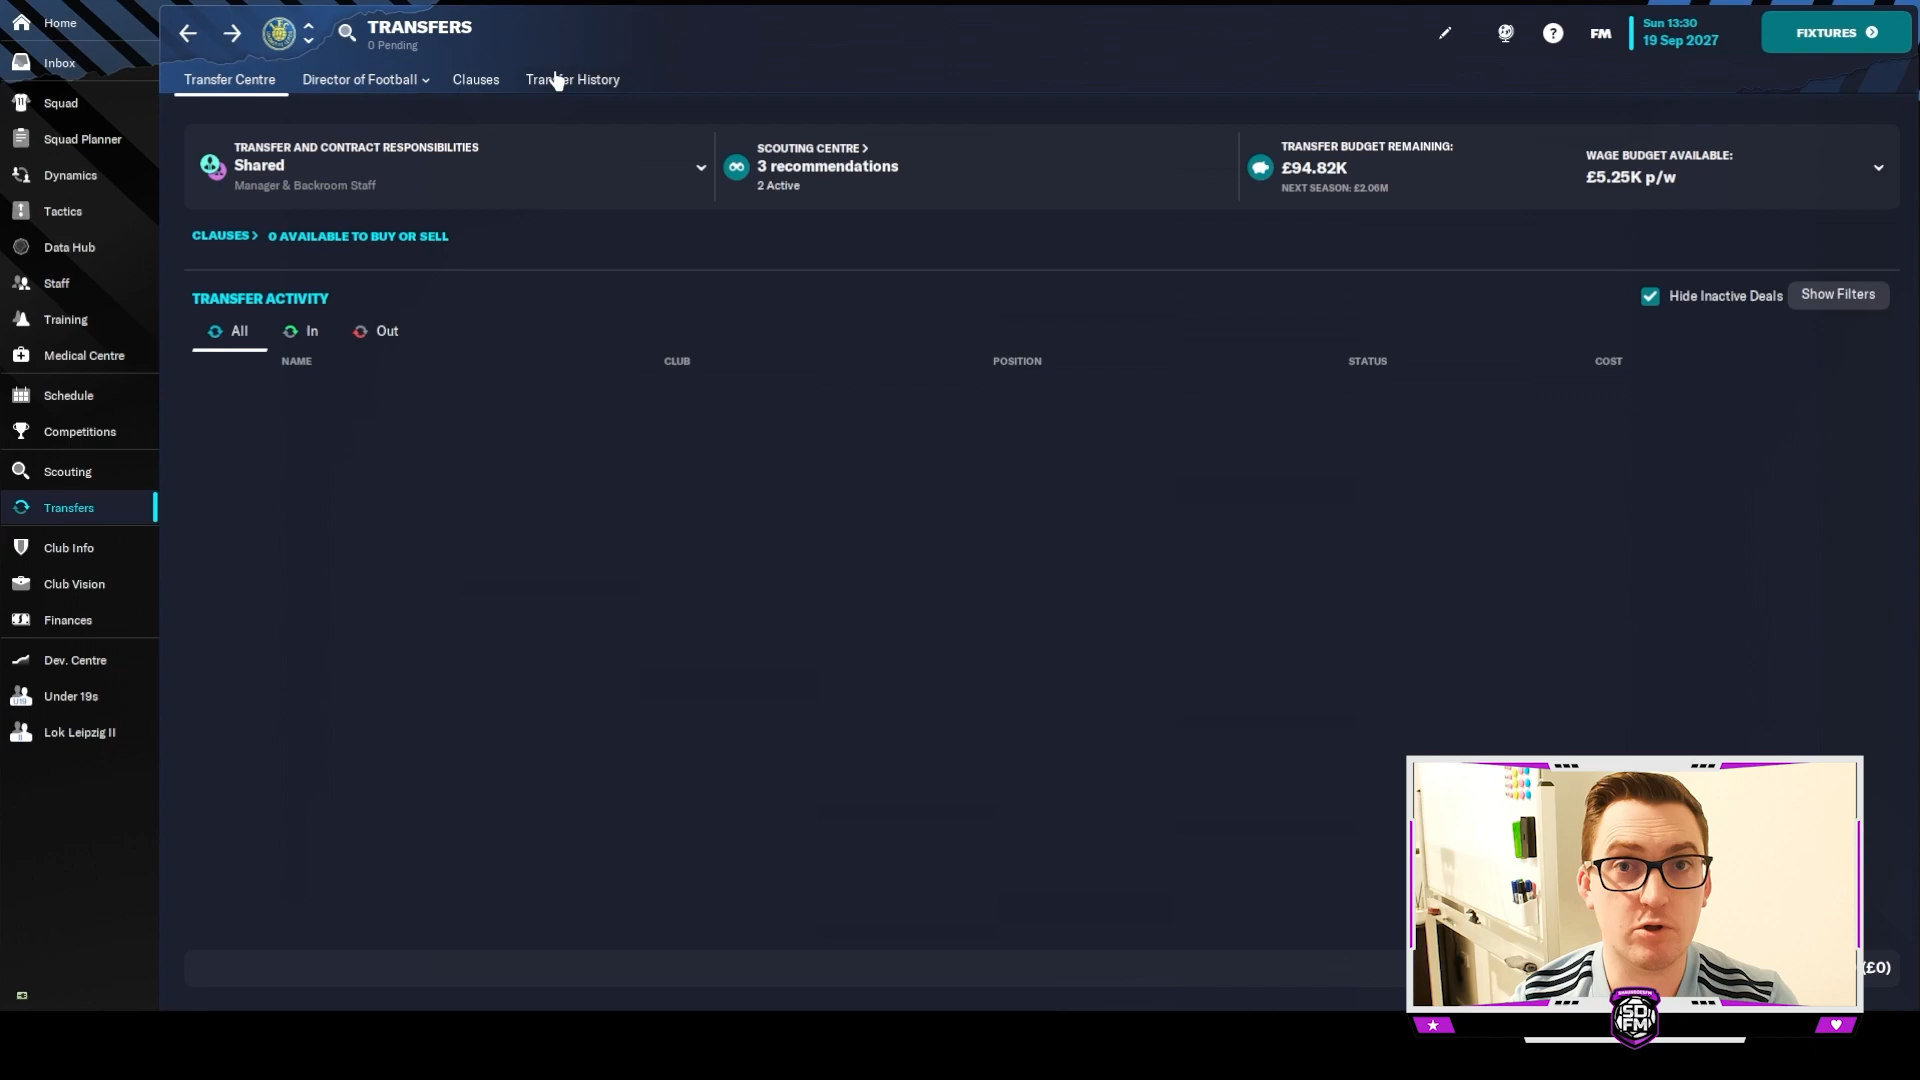 Home
Inbox
Squad
Squad Planner
Dynamics
Tactics
Data Hub
Staff
Training
Medical Centre
Schedule
Competitions
Scouting
Transfers
Club Info
Club Vision
Finances
Dev. Centre
Under 19s
Lok Leipzig II
TRANSFERS
0 Pending
FM
Sun 13:30
19 Sep 2027
FIXTURES
Transfer Centre
Director of Football
Clauses
Transfer History
TRANSFER AND CONTRACT RESPONSIBILITIES
Shared
Manager & Backroom Staff
SCOUTING CENTRE >
3 recommendations
2 Active
TRANSFER BUDGET REMAINING:
£94.82K
NEXT SEASON: £2.06M
WAGE BUDGET AVAILABLE:
£5.25K p/w
CLAUSES > 0 AVAILABLE TO BUY OR SELL
TRANSFER ACTIVITY
Hide Inactive Deals
Show Filters
All
In
Out
NAME
CLUB
POSITION
STATUS
COST
(£0)
SD
FM